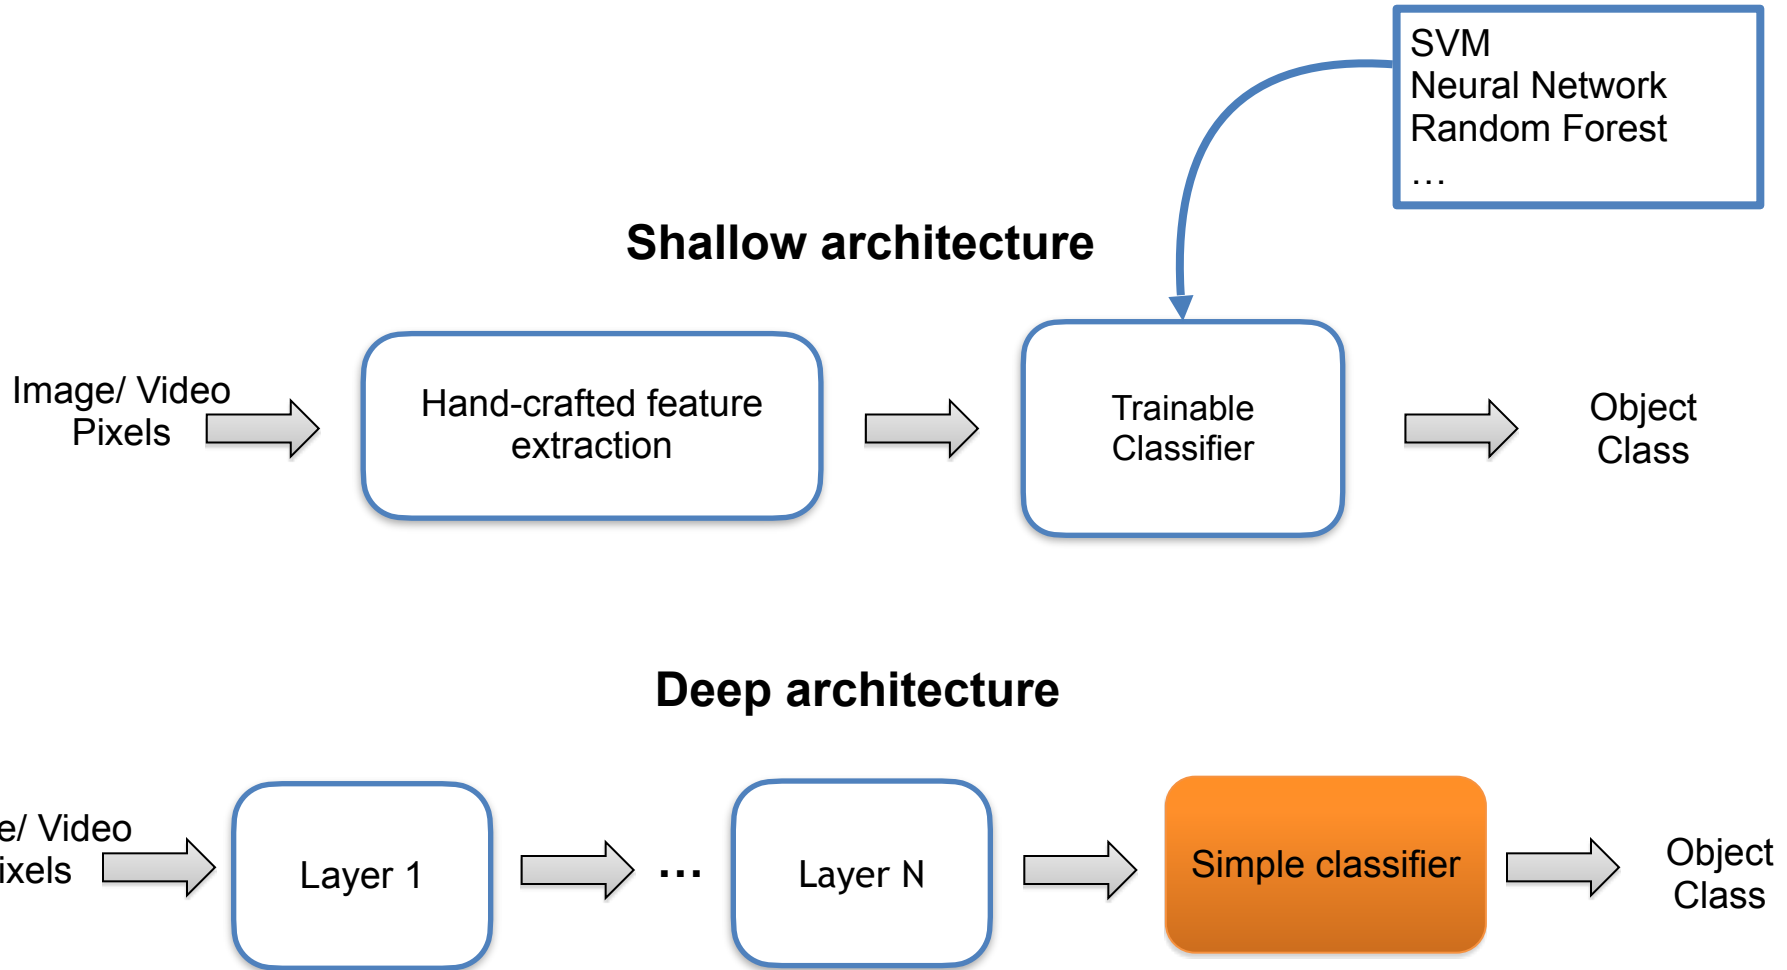 SVM
Neural Network
Random Forest
…
Shallow architecture
Image/ Video
Pixels
Hand-crafted feature
extraction
Trainable
Classifier
Object
Class
Deep architecture
e/ Video
ixels
Layer 1
...
Layer N
Simple classifier
Object
Class